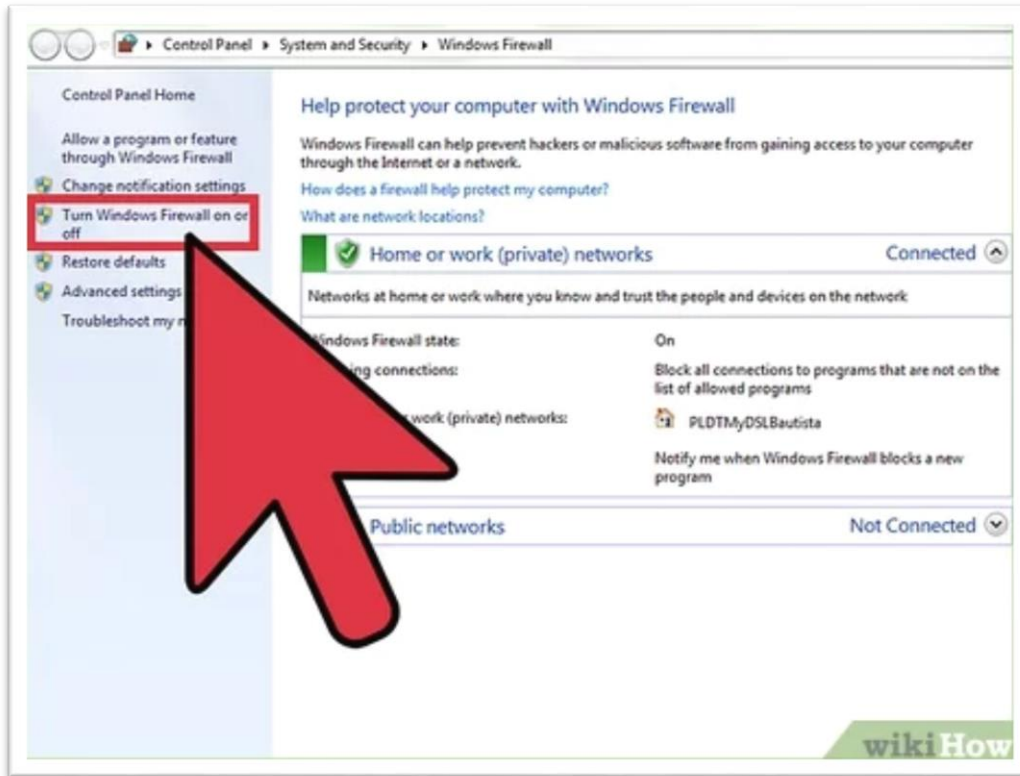 Control Panel ▸ System and Security ▸ Windows Firewall
Control Panel Home
Allow a program or feature
through Windows Firewall
Change notification settings
Turn Windows Firewall on or
off
Restore defaults
Advanced settings
Troubleshoot my
Help protect your computer with Windows Firewall
Windows Firewall can help prevent hackers or malicious software from gaining access to your computer
through the Internet or a network.
How does a firewall help protect my computer?
What are network locations?
Home or work (private) networks Connected
Networks at home or work where you know and trust the people and devices on the network
Windows Firewall state: On
connections: Block all connections to programs that are not on the
list of allowed programs
work (private) networks: PLDTMyDSLBautista
Notify me when Windows Firewall blocks a new
program
Public networks Not Connected
wikiHow